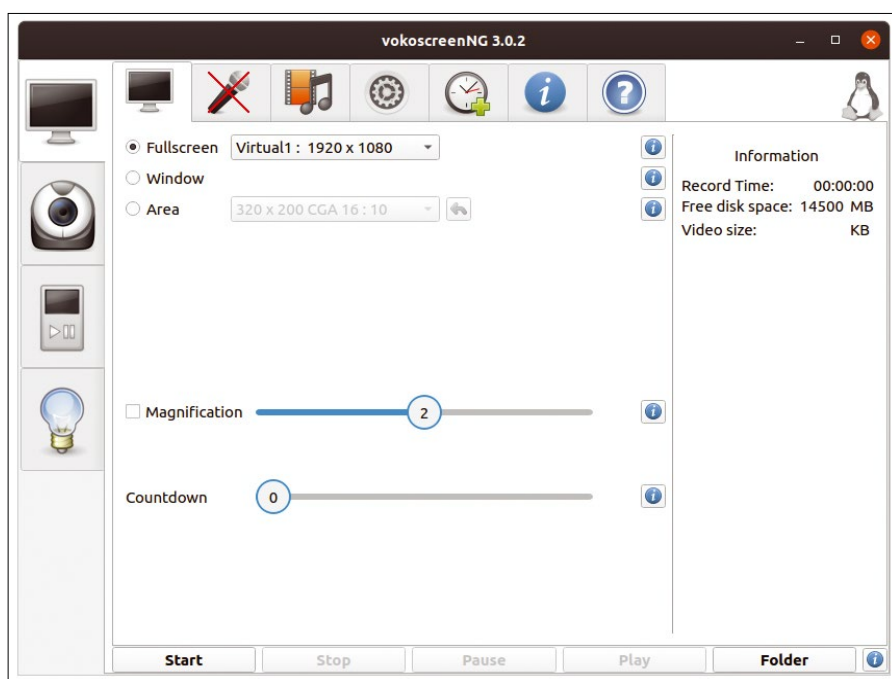 vokoscreenNG 3.0.2
Fullscreen Virtual1 : 1920 x 1080
Window
Area 320 x 200 CGA 16 : 10
Information
Record Time: 00:00:00
Free disk space: 14500 MB
Video size: KB
Magnification 2
Countdown 0
Start Stop Pause Play Folder